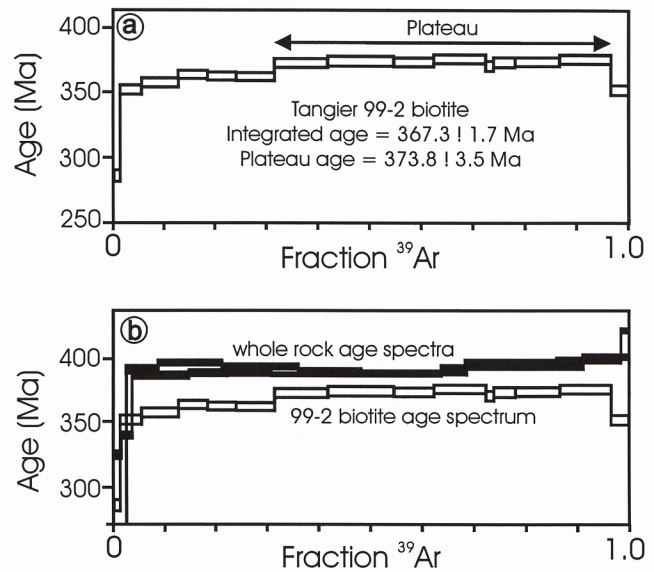 a
Plateau
Tangier 99-2 biotite
Integrated age = 367.3 ! 1.7 Ma
Plateau age = 373.8 ! 3.5 Ma
Age (Ma)
400
350
300
250
0
1.0
Fraction ³⁹Ar
b
whole rock age spectra
99-2 biotite age spectrum
Age (Ma)
400
350
300
0
1.0
Fraction ³⁹Ar